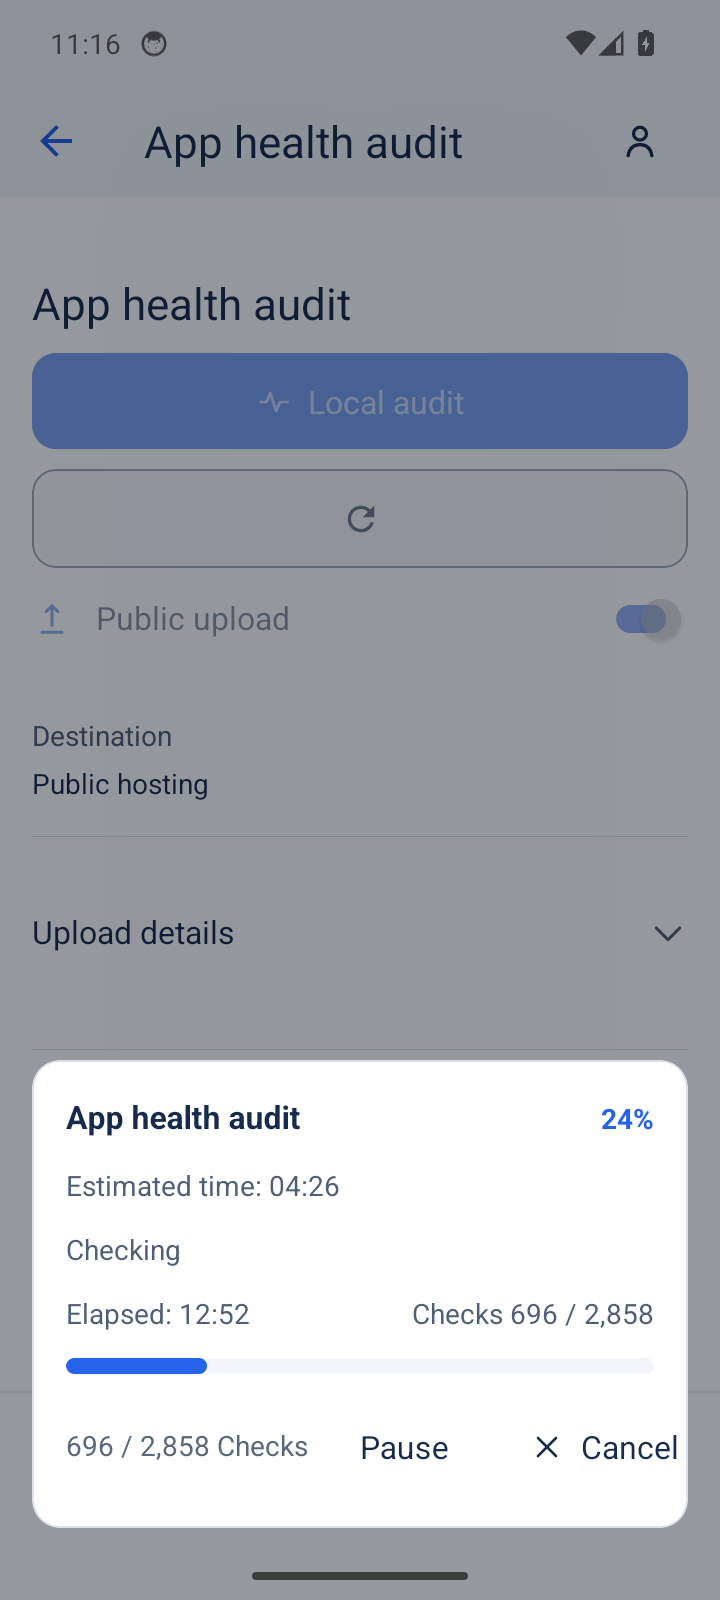 11:16
App health audit
App health audit
Local audit
Public upload
Destination
Public hosting
Upload details
App health audit 24%
Estimated time: 04:26
Checking
Elapsed: 12:52 Checks 696 / 2,858
696 / 2,858 Checks Pause Cancel